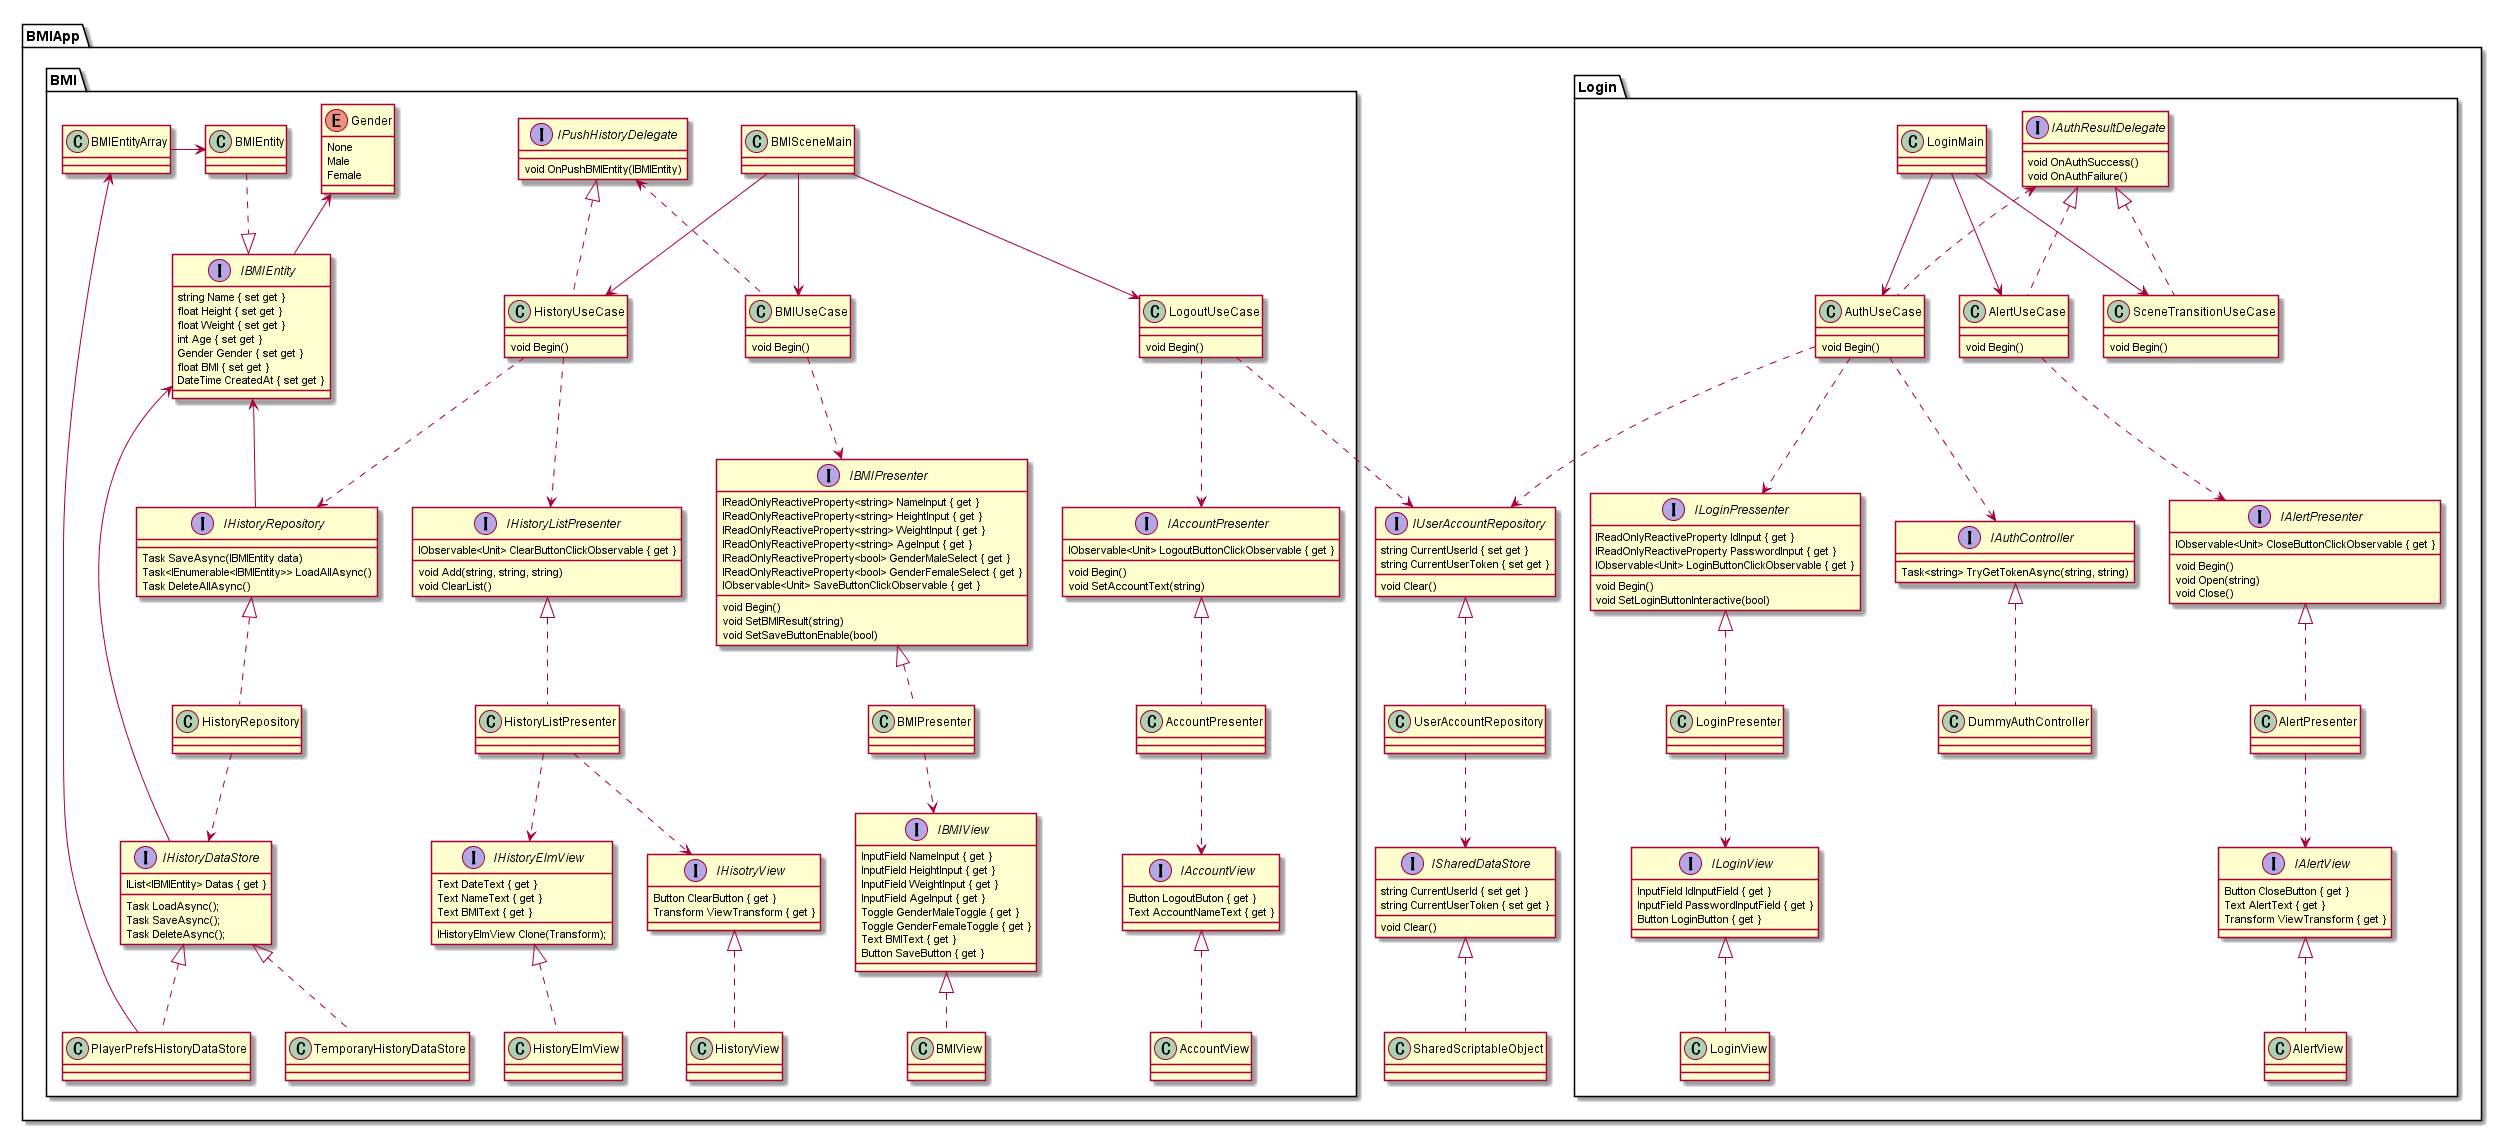 BMIApp
BMI
Login
BMIEntityArray
BMIEntity
Gender
None
Male
Female
IPushHistoryDelegate
void OnPushBMIEntity(IBMIEntity)
BMISceneMain
LoginMain
IAuthResultDelegate
void OnAuthSuccess()
void OnAuthFailure()
IBMIEntity
string Name { set get }
float Height { set get }
float Weight { set get }
int Age { set get }
Gender Gender { set get }
float BMI { set get }
DateTime CreatedAt { set get }
HistoryUseCase
void Begin()
BMIUseCase
void Begin()
LogoutUseCase
void Begin()
AuthUseCase
void Begin()
AlertUseCase
void Begin()
SceneTransitionUseCase
void Begin()
IHistoryRepository
Task SaveAsync(IBMIEntity data)
Task<IEnumerable<IBMIEntity>> LoadAllAsync()
Task DeleteAllAsync()
IHistoryListPresenter
IObservable<Unit> ClearButtonClickObservable { get }
void Add(string, string, string)
void ClearList()
IBMIPresenter
IReadOnlyReactiveProperty<string> NameInput { get }
IReadOnlyReactiveProperty<string> HeightInput { get }
IReadOnlyReactiveProperty<string> WeightInput { get }
IReadOnlyReactiveProperty<string> AgeInput { get }
IReadOnlyReactiveProperty<bool> GenderMaleSelect { get }
IReadOnlyReactiveProperty<bool> GenderFemaleSelect { get }
IObservable<Unit> SaveButtonClickObservable { get }
void Begin()
void SetBMIResult(string)
void SetSaveButtonEnable(bool)
IAccountPresenter
IObservable<Unit> LogoutButtonClickObservable { get }
void Begin()
void SetAccountText(string)
IUserAccountRepository
string CurrentUserId { set get }
string CurrentUserToken { set get }
void Clear()
ILoginPressenter
IReadOnlyReactiveProperty IdInput { get }
IReadOnlyReactiveProperty PasswordInput { get }
IObservable<Unit> LoginButtonClickObservable { get }
void Begin()
void SetLoginButtonInteractive(bool)
IAuthController
Task<string> TryGetTokenAsync(string, string)
IAlertPresenter
IObservable<Unit> CloseButtonClickObservable { get }
void Begin()
void Open(string)
void Close()
HistoryRepository
HistoryListPresenter
BMIPresenter
AccountPresenter
UserAccountRepository
LoginPresenter
DummyAuthController
AlertPresenter
IHistoryDataStore
IList<IBMIEntity> Datas { get }
Task LoadAsync();
Task SaveAsync();
Task DeleteAsync();
IHistoryElmView
Text DateText { get }
Text NameText { get }
Text BMIText { get }
IHistoryElmView Clone(Transform);
IHisotryView
Button ClearButton { get }
Transform ViewTransform { get }
IBMIView
InputField NameInput { get }
InputField HeightInput { get }
InputField WeightInput { get }
InputField AgeInput { get }
Toggle GenderMaleToggle { get }
Toggle GenderFemaleToggle { get }
Text BMIText { get }
Button SaveButton { get }
IAccountView
Button LogoutButon { get }
Text AccountNameText { get }
ISharedDataStore
string CurrentUserId { set get }
string CurrentUserToken { set get }
void Clear()
ILoginView
InputField IdInputField { get }
InputField PasswordInputField { get }
Button LoginButton { get }
IAlertView
Button CloseButton { get }
Text AlertText { get }
Transform ViewTransform { get }
PlayerPrefsHistoryDataStore
TemporaryHistoryDataStore
HistoryElmView
HistoryView
BMIView
AccountView
SharedScriptableObject
LoginView
AlertView